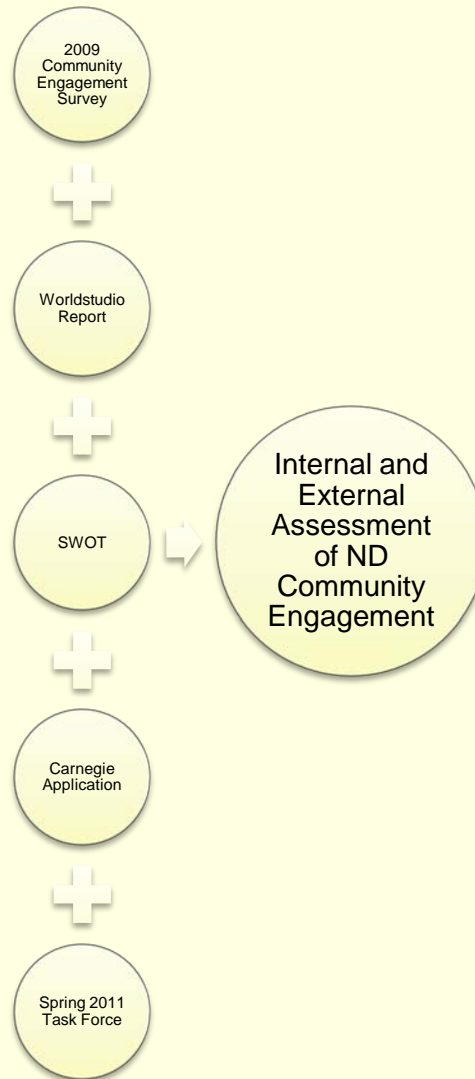 2009
Community
Engagement
Survey
Worldstudio
Report
SWOT
Internal and
External
Assessment
of ND
Community
Engagement
Carnegie
Application
Spring 2011
Task Force